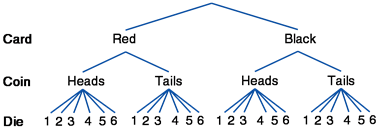 Card Red Black
Coin Heads Tails Heads Tails
Die 1 2 3 4 5 6 1 2 3 4 5 6 1 2 3 4 5 6 1 2 3 4 5 6